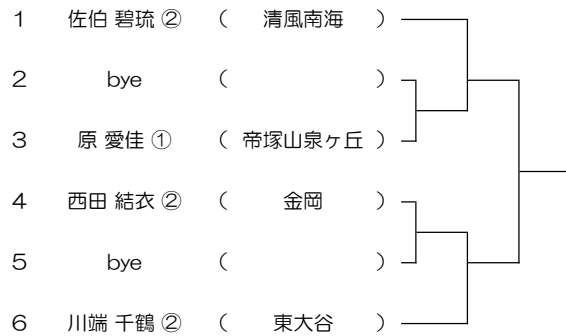 1 佐伯 碧琉 ② ( 清風南海 )
2 bye ( )
3 原 愛佳 ① ( 帝塚山泉ヶ丘 )
4 西田 結衣 ② ( 金岡 )
5 bye ( )
6 川端 千鶴 ② ( 東大谷 )